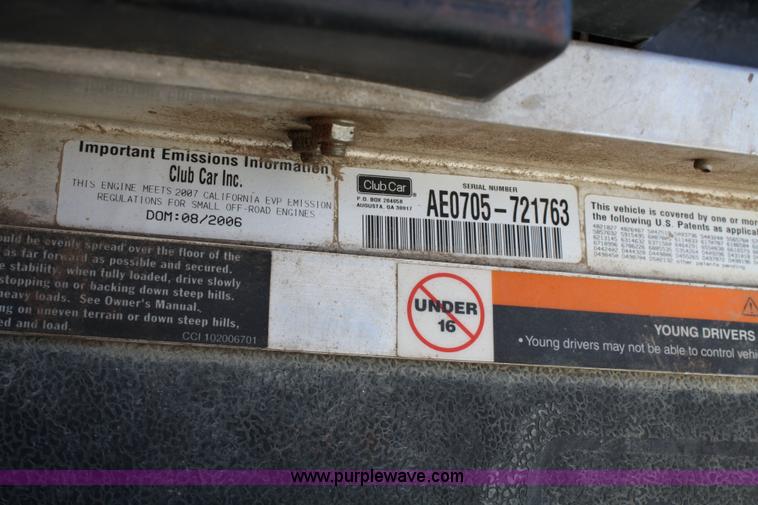 Important Emissions Information
Club Car Inc.
THIS ENGINE MEETS 2007 CALIFORNIA EVP EMISSION
REGULATIONS FOR SMALL OFF-ROAD ENGINES
DOM:08/2006
Club Car
P.O. BOX 204658
AUGUSTA, GA 30917
SERIAL NUMBER
AE0705-721763
This vehicle is covered by one or more
the following U.S. Patents as applicab
ould be evenly spread over the floor of the
as far forward as possible and secured.
e stability, when fully loaded, drive slowly
stopping on or backing down steep hills,
heavy loads. See Owner's Manual.
ng on uneven terrain or down steep hills,
ed and load.
CCI 102006701
UNDER
16
YOUNG DRIVERS
• Young drivers may not be able to control vehi
www.purplewave.com